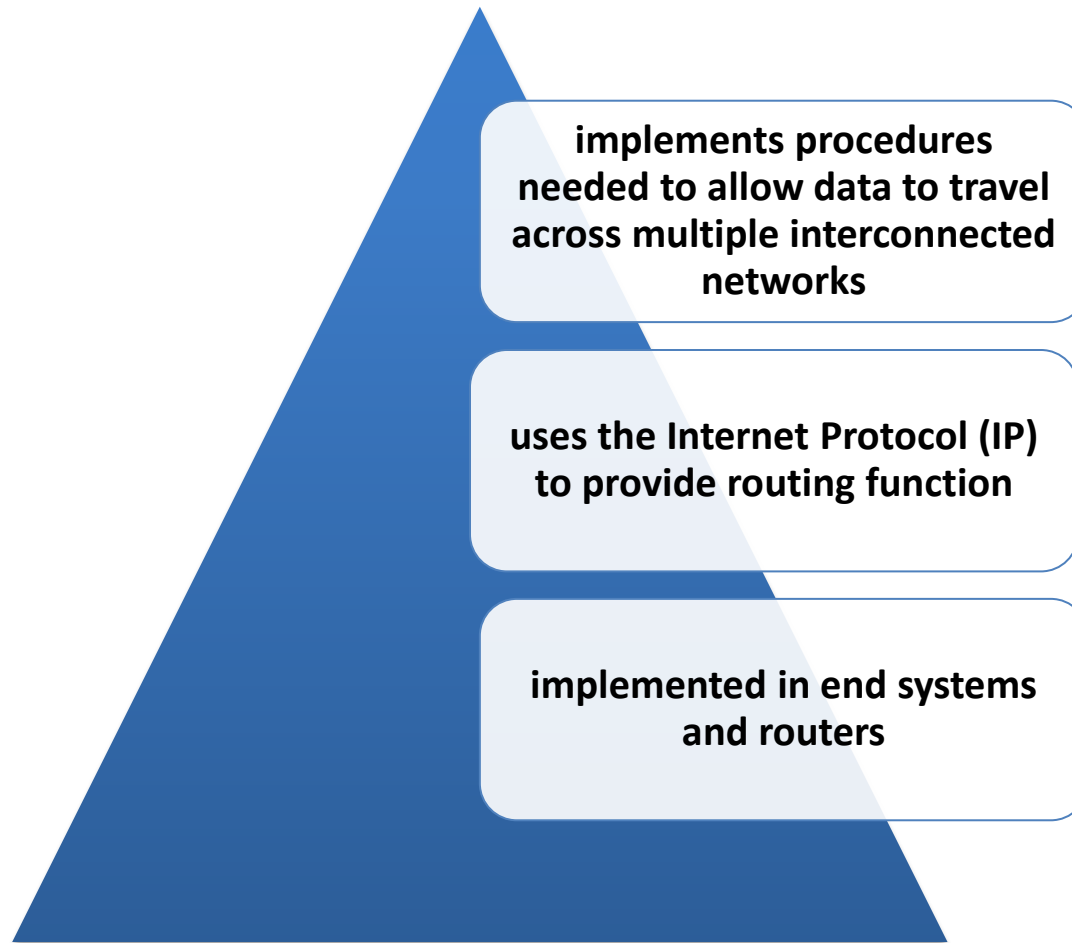 implements procedures
needed to allow data to travel
across multiple interconnected
networks
uses the Internet Protocol (IP)
to provide routing function
implemented in end systems
and routers